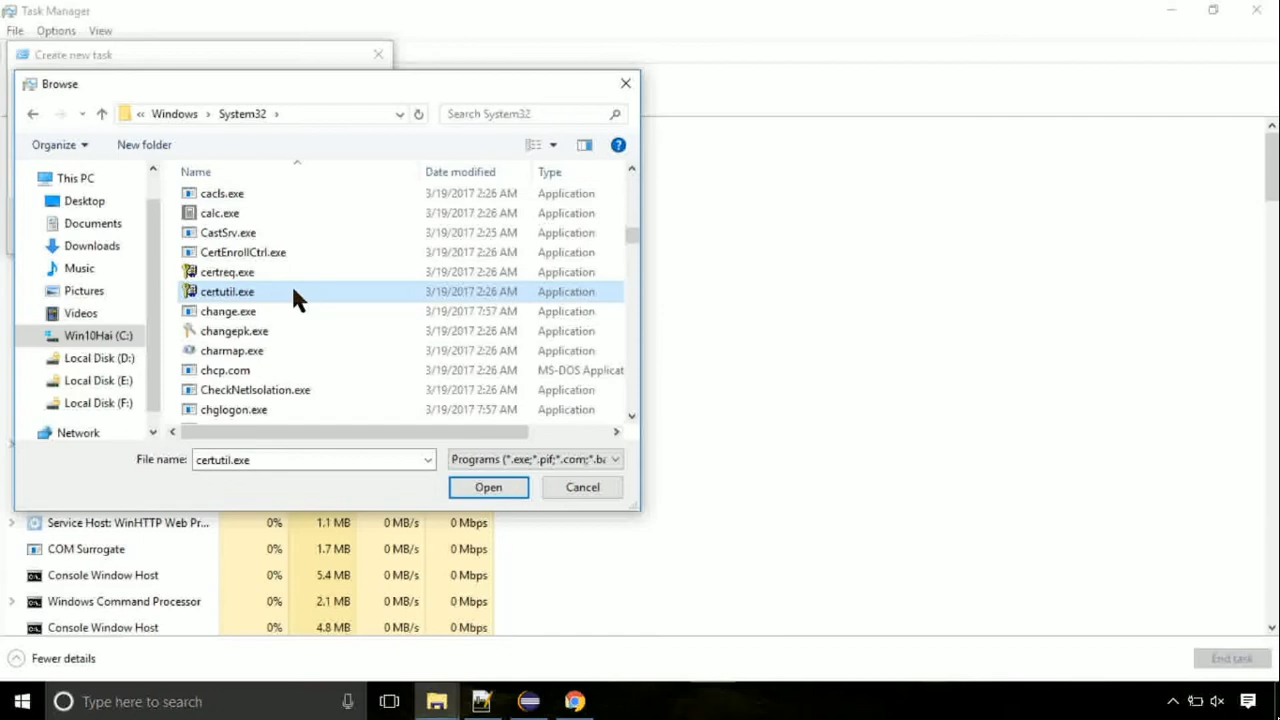 Task Manager
File Options View
Create new task
Browse
« Windows › System32 ›
Search System32
Organize
New folder
Name Date modified Type
This PC
Desktop
Documents
Downloads
Music
Pictures
Videos
Win10Hai (C:)
Local Disk (D:)
Local Disk (E:)
Local Disk (F:)
Network
cacls.exe 3/19/2017 2:26 AM Application
calc.exe 3/19/2017 2:26 AM Application
CastSrv.exe 3/19/2017 2:25 AM Application
CertEnrollCtrl.exe 3/19/2017 2:26 AM Application
certreq.exe 3/19/2017 2:26 AM Application
certutil.exe 3/19/2017 2:26 AM Application
change.exe 3/19/2017 7:57 AM Application
changepk.exe 3/19/2017 2:26 AM Application
charmap.exe 3/19/2017 2:26 AM Application
chcp.com 3/19/2017 2:26 AM MS-DOS Applicat
CheckNetIsolation.exe 3/19/2017 2:26 AM Application
chglogon.exe 3/19/2017 7:57 AM Application
File name: certutil.exe
Programs (*.exe;*.pif;*.com;*.ba
Open Cancel
Service Host: WinHTTP Web Pr... 0% 1.1 MB 0 MB/s 0 Mbps
COM Surrogate 0% 1.7 MB 0 MB/s 0 Mbps
Console Window Host 0% 5.4 MB 0 MB/s 0 Mbps
Windows Command Processor 0% 2.1 MB 0 MB/s 0 Mbps
Console Window Host 0% 4.8 MB 0 MB/s 0 Mbps
Fewer details
End task
Type here to search